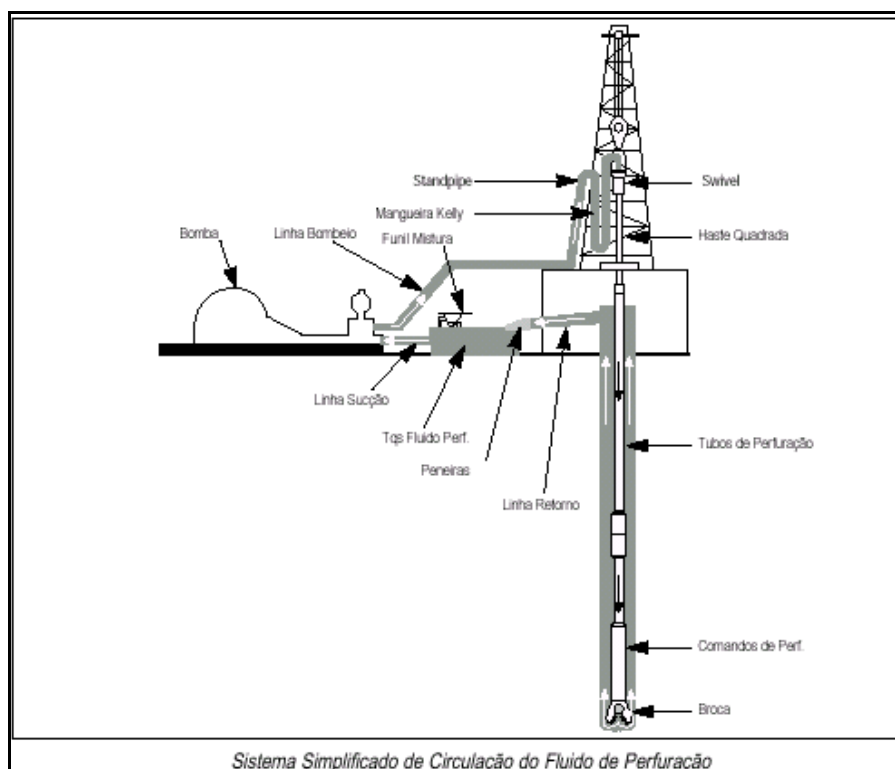 Standpipe
Swivel
Mangueira Kelly
Bomba
Linha Bombeio
Funil Mistura
Haste Quadrada
Linha Sucção
Tqs Fluido Perf.
Peneiras
Linha Retorno
Tubos de Perfuração
Comandos de Perf.
Broca
Sistema Simplificado de Circulação do Fluido de Perfuração